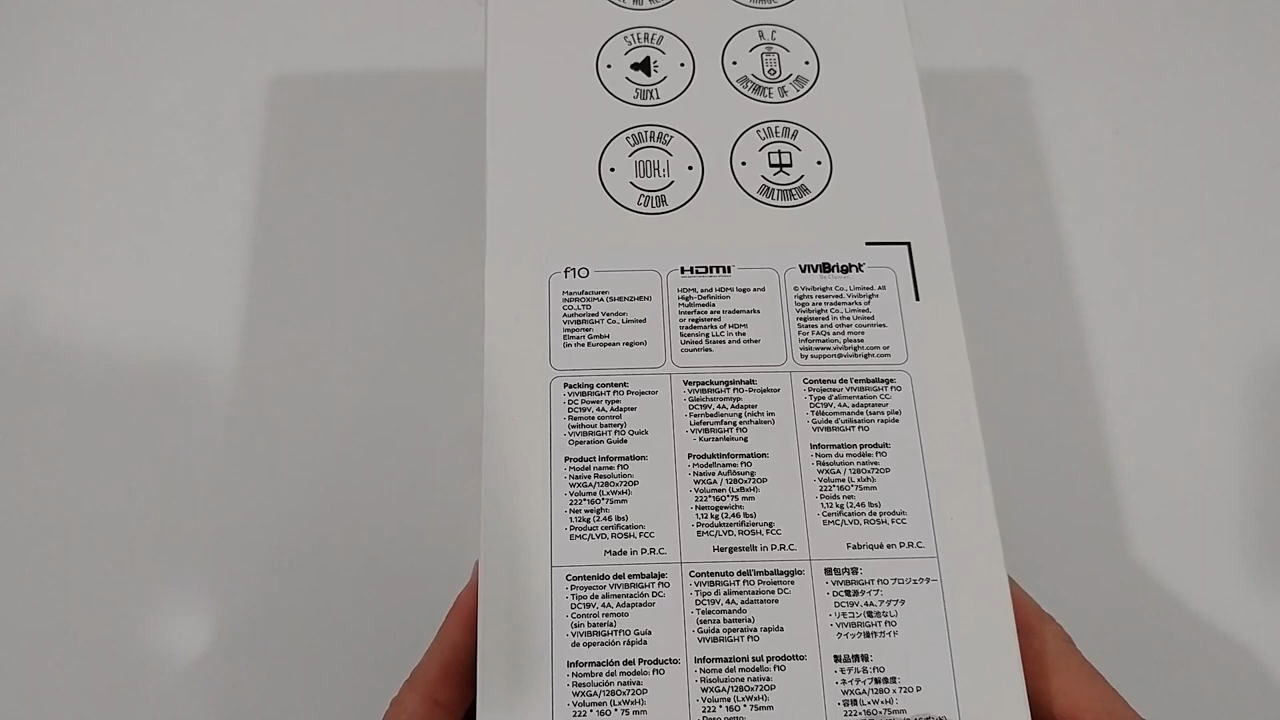 STEREO
5WX1
R.C
DISTANCE OF 10M
CONTRAST
100K:1
COLOR
CINEMA
MULTIMEDIA
f10
Manufacturer:
INPROXIMA (SHENZHEN)
CO.,LTD
Authorized Vendor:
VIVIBRIGHT Co., Limited
Importer:
Elmart GmbH
(in the European region)
HDMI
HDMI, and HDMI logo and
High-Definition
Multimedia
Interface are trademarks
or registered
trademarks of HDMI
licensing LLC in the
United States and other
countries.
VIVIBright
© Vivibright Co., Limited. All
rights reserved. Vivibright
logo are trademarks of
Vivibright Co., Limited,
registered in the United
States and other countries.
For FAQs and more
information, please
visit:www.vivibright.com or
by support@vivibright.com
Packing content:
• VIVIBRIGHT f10 Projector
• DC Power type:
DC19V, 4A, Adapter
• Remote control
(without battery)
• VIVIBRIGHT f10 Quick
Operation Guide
Product information:
• Model name: f10
• Native Resolution:
WXGA/1280x720P
• Volume (LxWxH):
222*160*75mm
• Net weight:
1.12kg (2.46 lbs)
• Product certification:
EMC/LVD, ROSH, FCC
Made in P.R.C.
Verpackungsinhalt:
• VIVIBRIGHT f10-Projektor
• Gleichstromtyp:
DC19V, 4A, Adapter
• Fernbedienung (nicht im
Lieferumfang enthalten)
• VIVIBRIGHT f10
- Kurzanleitung
Produktinformation:
• Modellname: f10
• Native Auflösung:
WXGA / 1280x720P
• Volumen (LxBxH):
222*160*75 mm
• Nettogewicht:
1,12 kg (2,46 lbs)
• Produktzertifizierung:
EMC/LVD, ROSH, FCC
Hergestellt in P.R.C.
Contenu de l'emballage:
• Projecteur VIVIBRIGHT f10
• Type d'alimentation CC:
DC19V, 4A, adaptateur
• Télécommande (sans pile)
• Guide d'utilisation rapide
VIVIBRIGHT f10
Information produit:
• Nom du modèle: f10
• Résolution native:
WXGA / 1280x720P
• Volume (L xlxh):
222*160*75mm
• Poids net:
1,12 kg (2,46 lbs)
• Certification de produit:
EMC/LVD, ROSH, FCC
Fabriqué en P.R.C.
Contenido del embalaje:
• Proyector VIVIBRIGHT f10
• Tipo de alimentación DC:
DC19V, 4A, Adaptador
• Control remoto
(sin batería)
• VIVIBRIGHTf10 Guía
de operación rápida
Información del Producto:
• Nombre del modelo: f10
• Resolución nativa:
WXGA/1280x720P
• Volumen (LxWxH):
222 * 160 * 75 mm
Contenuto dell'imballaggio:
• VIVIBRIGHT f10 Proiettore
• Tipo di alimentazione DC:
DC19V, 4A, adattatore
• Telecomando
(senza batteria)
• Guida operativa rapida
VIVIBRIGHT f10
Informazioni sul prodotto:
• Nome del modello: f10
• Risoluzione nativa:
WXGA/1280x720P
• Volume (LxWxH):
222 * 160 * 75 mm
• Peso netto:
梱包内容:
• VIVIBRIGHT f10 プロジェクター
• DC電源タイプ:
DC19V、4A、アダプタ
• リモコン(電池なし)
• VIVIBRIGHT f10
クイック操作ガイド
製品情報:
• モデル名:f10
• ネイティブ解像度:
WXGA/1280 x 720 P
• 容積(L×W×H):
222×160×75mm